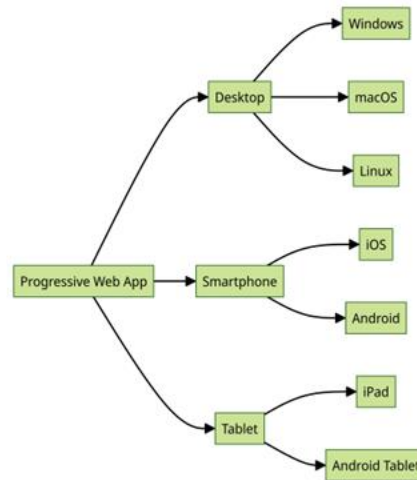 Windows
Desktop
macOS
Linux
iOS
Progressive Web App
Smartphone
Android
iPad
Tablet
Android Tablet